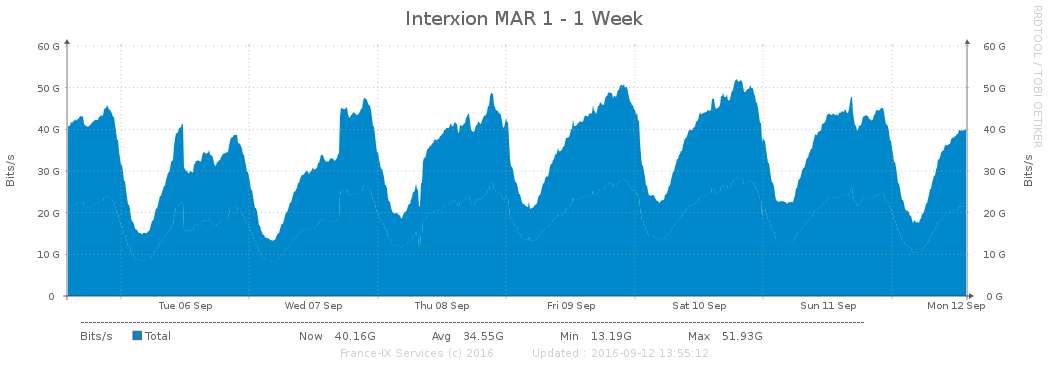 Interxion MAR 1 - 1 Week
RRDTOOL / TOBI OETIKER
Bits/s
60 G
50 G
40 G
30 G
20 G
10 G
0
60 G
50 G
40 G
30 G
20 G
10 G
0 G
Bits/s
Tue 06 Sep Wed 07 Sep Thu 08 Sep Fri 09 Sep Sat 10 Sep Sun 11 Sep Mon 12 Sep
Bits/s Total Now 40.16G Avg 34.55G Min 13.19G Max 51.93G
France-IX Services (c) 2016 Updated : 2016-09-12 13:55:12